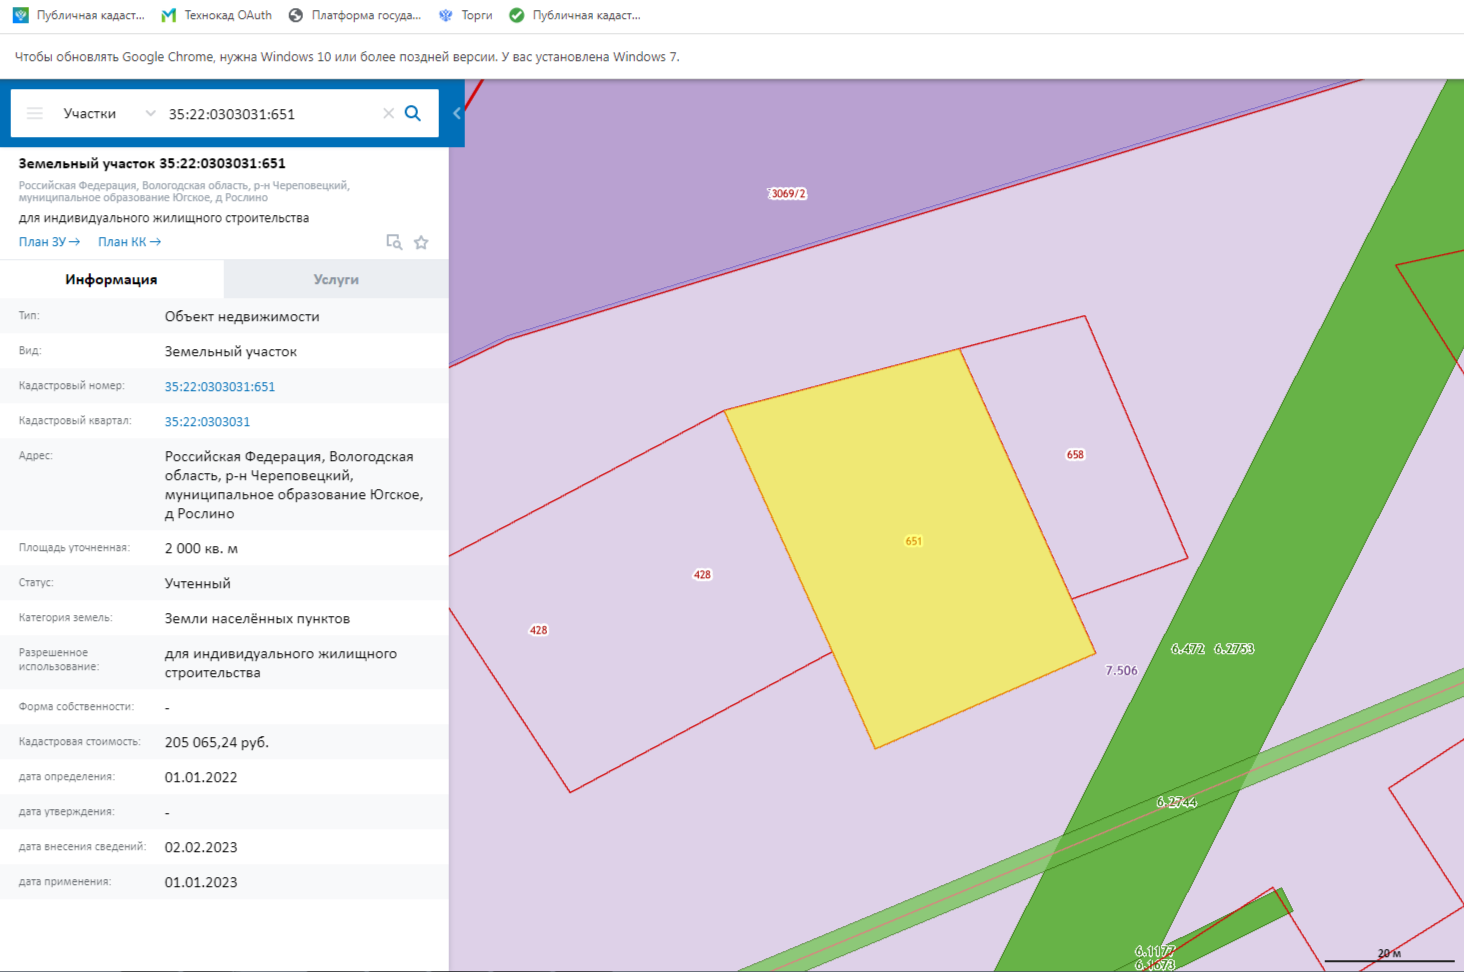 Публичная кадаст... Технокад OAuth Платформа госуда... Торги Публичная кадаст...
Чтобы обновлять Google Chrome, нужна Windows 10 или более поздней версии. У вас установлена Windows 7.
Участки 35:22:0303031:651
Земельный участок 35:22:0303031:651
Российская Федерация, Вологодская область, р-н Череповецкий,
муниципальное образование Югское, д Рослино
для индивидуального жилищного строительства
План ЗУ→ План КК→
Информация Услуги
Тип: Объект недвижимости
Вид: Земельный участок
Кадастровый номер: 35:22:0303031:651
Кадастровый квартал: 35:22:0303031
Адрес: Российская Федерация, Вологодская
область, р-н Череповецкий,
муниципальное образование Югское,
д Рослино
Площадь уточненная: 2 000 кв. м
Статус: Учтенный
Категория земель: Земли населённых пунктов
Разрешенное
использование:
для индивидуального жилищного
строительства
Форма собственности: -
Кадастровая стоимость: 205 065,24 руб.
дата определения: 01.01.2022
дата утверждения: -
дата внесения сведений: 02.02.2023
дата применения: 01.01.2023
3069/2
658
651
428
428
6.472 6.2753
7.506
6.2744
6.1177
6.1673
20 м